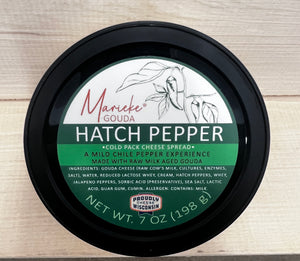 Marieke®
GOUDA
HATCH PEPPER
•COLD PACK CHEESE SPREAD•
A MILD CHILE PEPPER EXPERIENCE
MADE WITH RAW MILK AGED GOUDA
INGREDIENTS: GOUDA CHEESE (RAW COW'S MILK, CULTURES, ENZYMES,
SALT), WATER, REDUCED LACTOSE WHEY, CREAM, HATCH PEPPERS, WHEY,
JALAPENO PEPPERS, SORBIC ACID (PRESERVATIVE), SEA SALT, LACTIC
ACID, GUAR GUM, CUMIN. ALLERGEN: CONTAINS: MILK
PROUDLY
WISCONSIN
CHEESE
NET WT. 7 OZ (198 g)